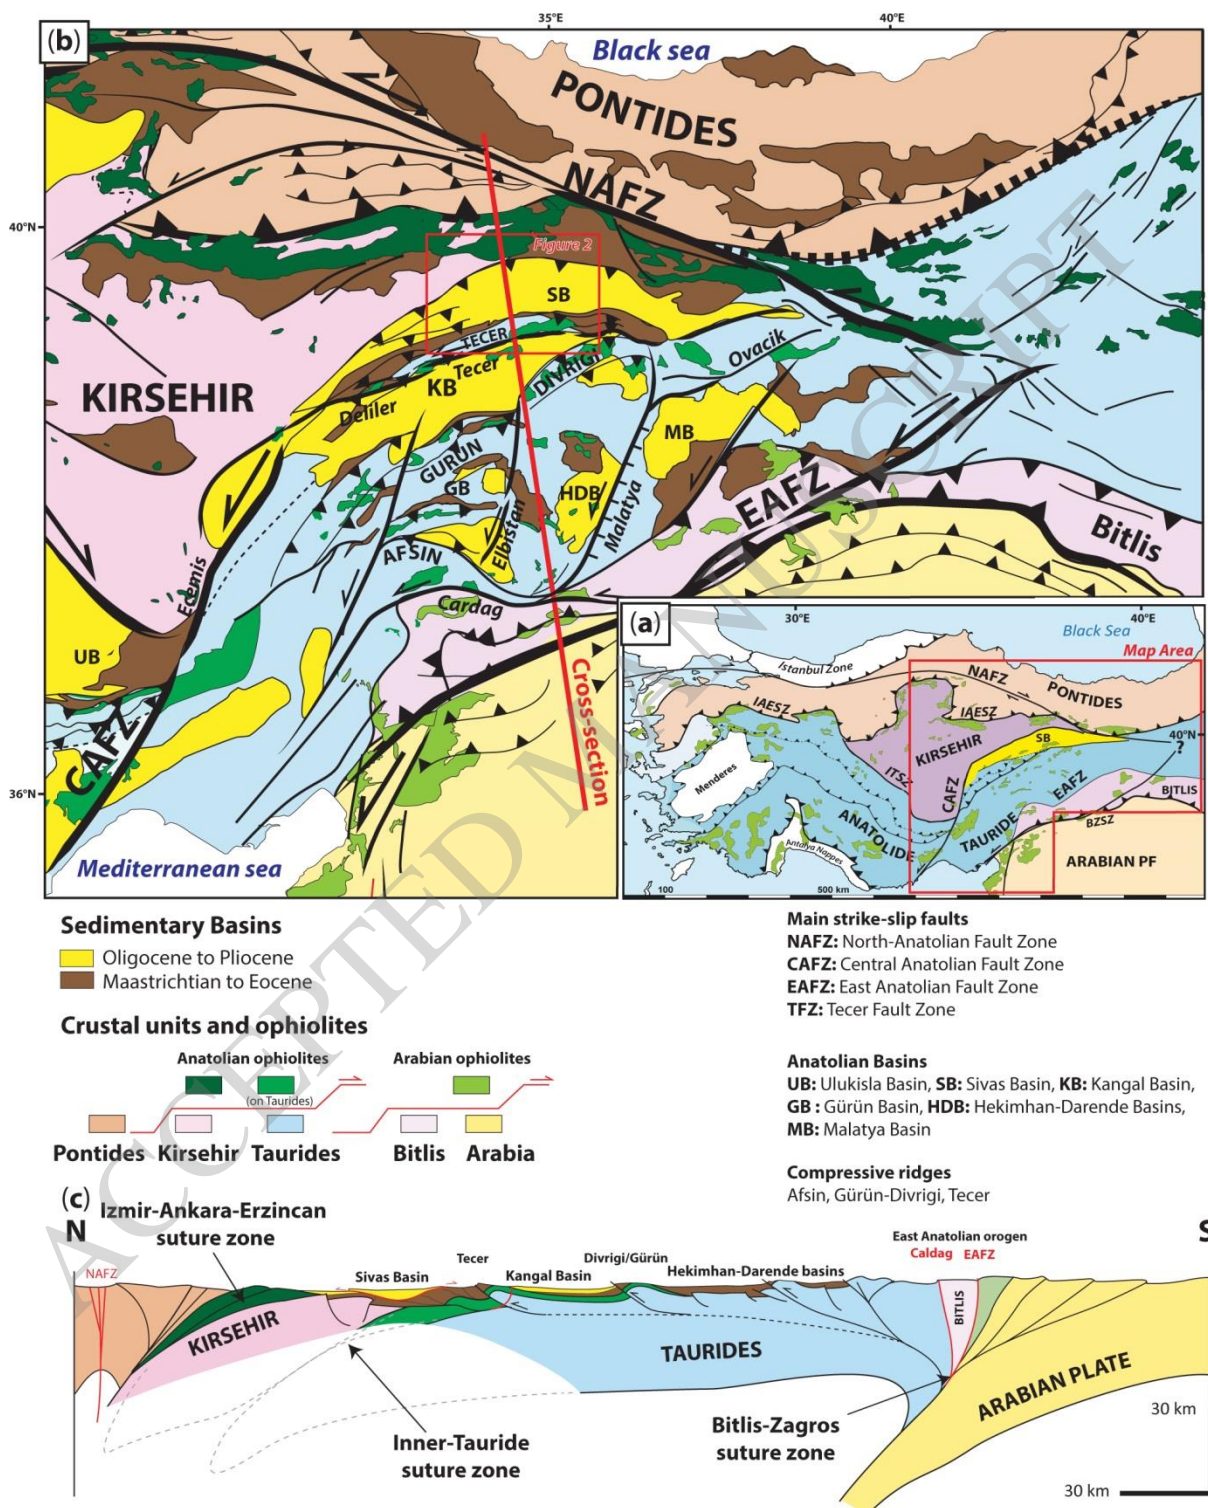 35°E
40°E
(b)
Black sea
PONTIDES
NAFZ
40°N
Figure 2
SB
TECER
Tecer
KB
DIVRIGI
Ovacik
KIRSEHIR
Deliler
MB
GURUN
GB
HDB
EAFZ
Malatya
Elbistan
Bitlis
AFSIN
Ecemis
Cardag
UB
Cross-section
CAFZ
36°N
Mediterranean sea
(a)
30°E
40°E
Black Sea
Map Area
Istanbul Zone
NAFZ
PONTIDES
IAESZ
IAESZ
SB
40°N
KIRSEHIR
?
ITSZ
Menderes
CAFZ
EAFZ
BITLIS
ANATOLIDE
TAURIDE
BZSZ
Antalya Nappes
ARABIAN PF
100
500 km
Sedimentary Basins
Oligocene to Pliocene
Maastrichtian to Eocene
Crustal units and ophiolites
Anatolian ophiolites
Arabian ophiolites
(on Taurides)
Pontides Kirsehir Taurides Bitlis Arabia
Main strike-slip faults
NAFZ: North-Anatolian Fault Zone
CAFZ: Central Anatolian Fault Zone
EAFZ: East Anatolian Fault Zone
TFZ: Tecer Fault Zone
Anatolian Basins
UB: Ulukisla Basin, SB: Sivas Basin, KB: Kangal Basin,
GB : Gürün Basin, HDB: Hekimhan-Darende Basins,
MB: Malatya Basin
Compressive ridges
Afsin, Gürün-Divrigi, Tecer
(c)
N
S
Izmir-Ankara-Erzincan
suture zone
NAFZ
Sivas Basin
Tecer
Kangal Basin
Divrigi/Gürün
Hekimhan-Darende basins
East Anatolian orogen
Caldag EAFZ
BITLIS
KIRSEHIR
TAURIDES
ARABIAN PLATE
Inner-Tauride
suture zone
Bitlis-Zagros
suture zone
30 km
30 km
ACCEPTED MANUSCRIPT